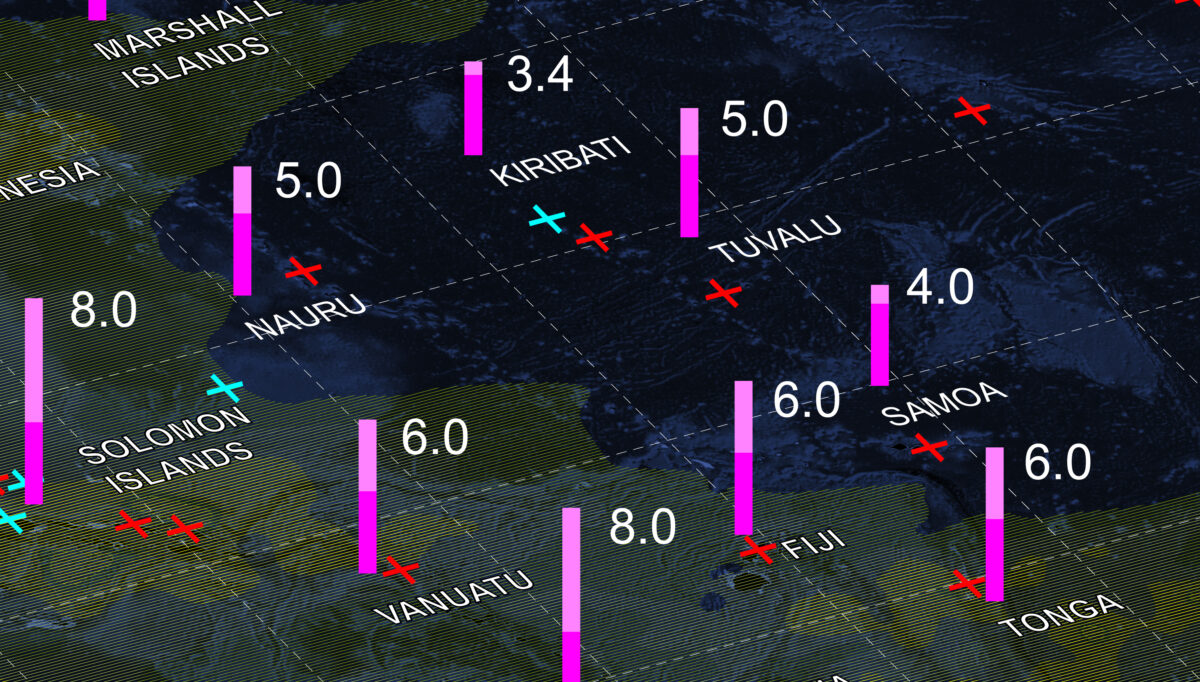 MARSHALL
ISLANDS
3.4
5.0
KIRIBATI
NESIA
5.0
TUVALU
4.0
8.0
NAURU
SAMOA
6.0
SOLOMON
ISLANDS
6.0
6.0
8.0
FIJI
VANUATU
TONGA